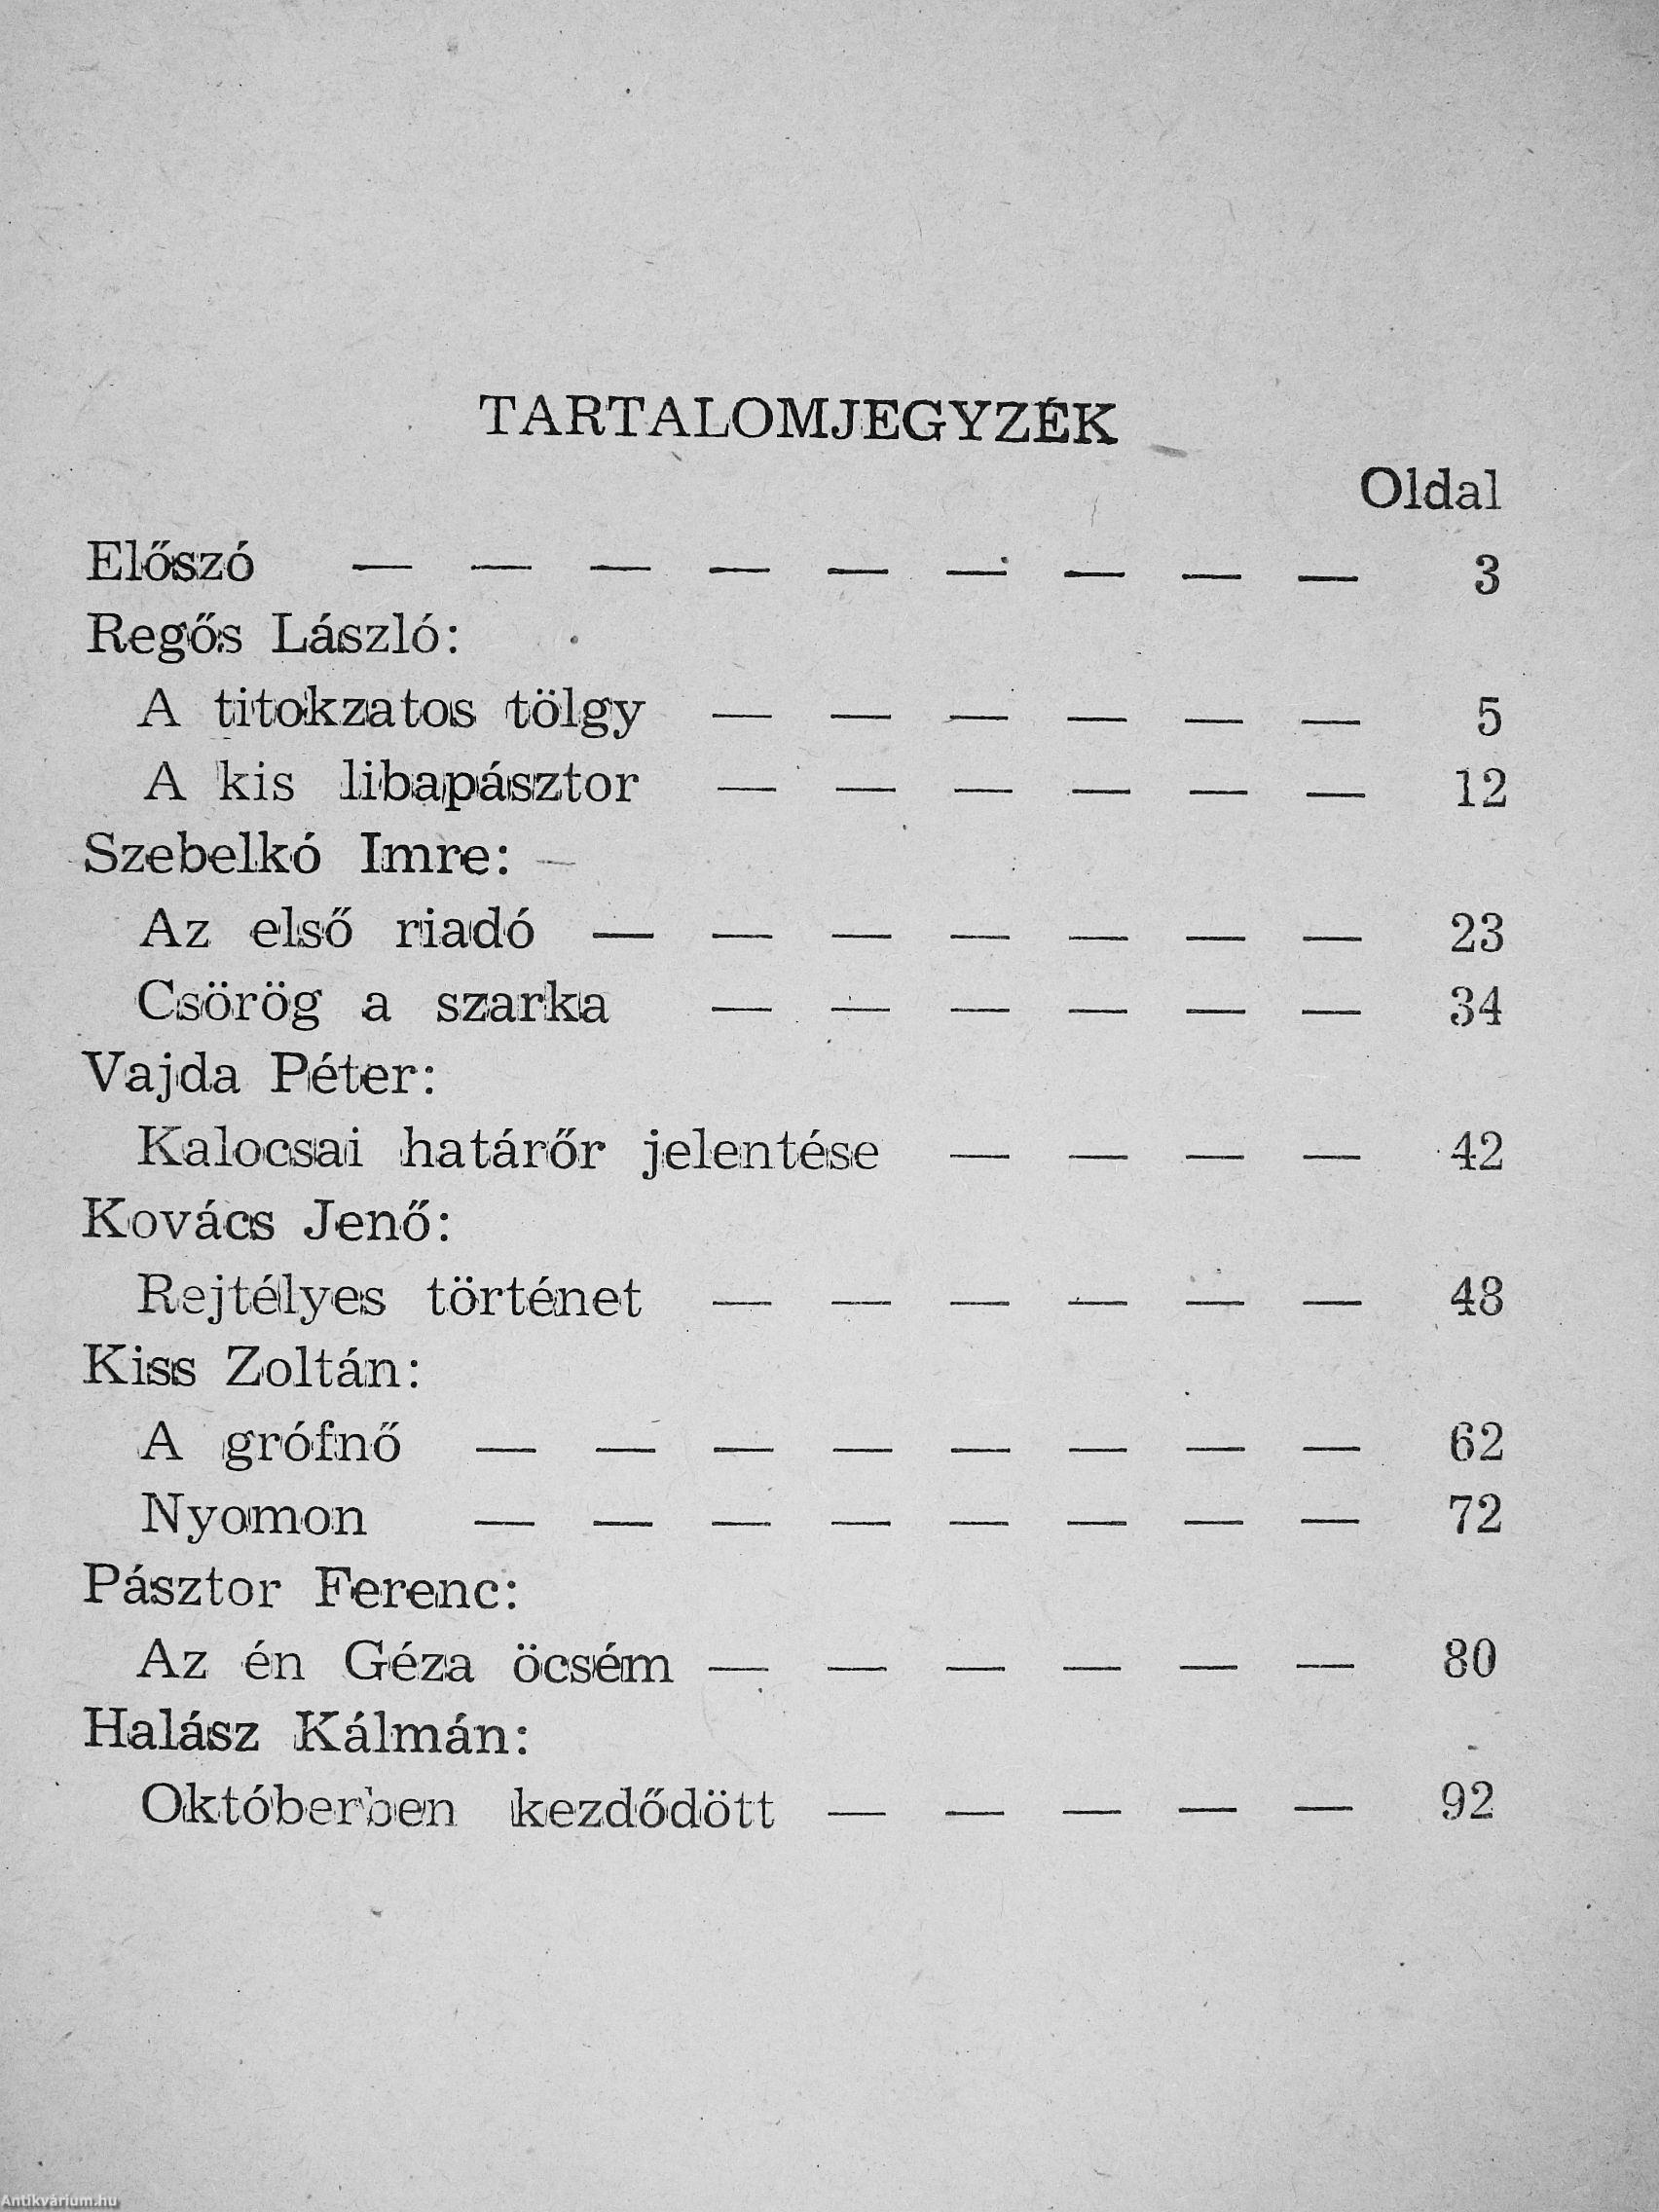 TARTALOMJEGYZÉK
Oldal
Előszó — — — — — — — — — 3
Regős László:
A titokzatos tölgy — — — — — — 5
A kis libapásztor — — — — — — 12
Szebelkó Imre: —
Az első riadó — — — — — — — 23
Csörög a szarka — — — — — — 34
Vajda Péter:
Kalocsai határőr jelentése — — — — 42
Kovács Jenő:
Rejtélyes történet — — — — — — 48
Kiss Zoltán:
A grófnő — — — — — — — — 62
Nyomon — — — — — — — — 72
Pásztor Ferenc:
Az én Géza öcsém — — — — — — 80
Halász Kálmán:
Októberben kezdődött — — — — — 92
Antikvárium.hu